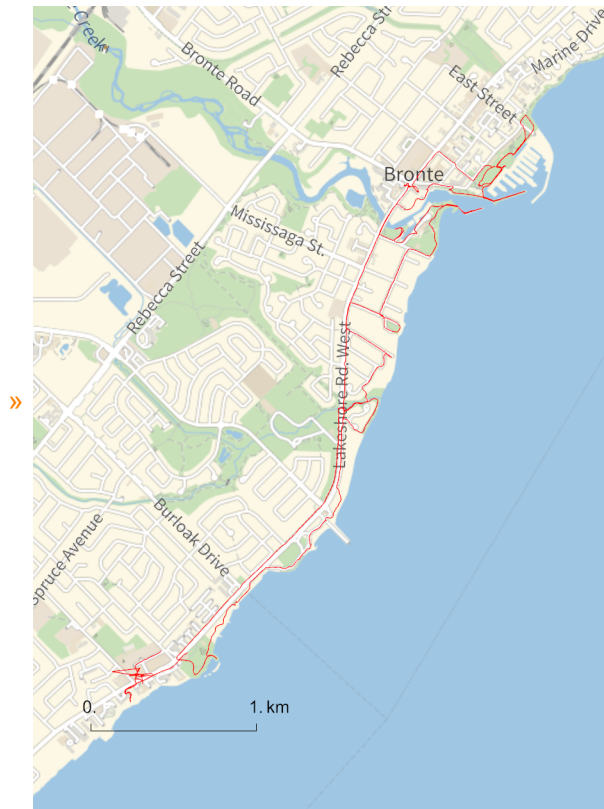 Creek
Bronte Road
Rebecca Str
Marine Drive
East Street
Bronte
Mississaga St.
Rebecca Street
Lakeshore Rd. West
Burloak Drive
Spruce Avenue
»
0.
1. km